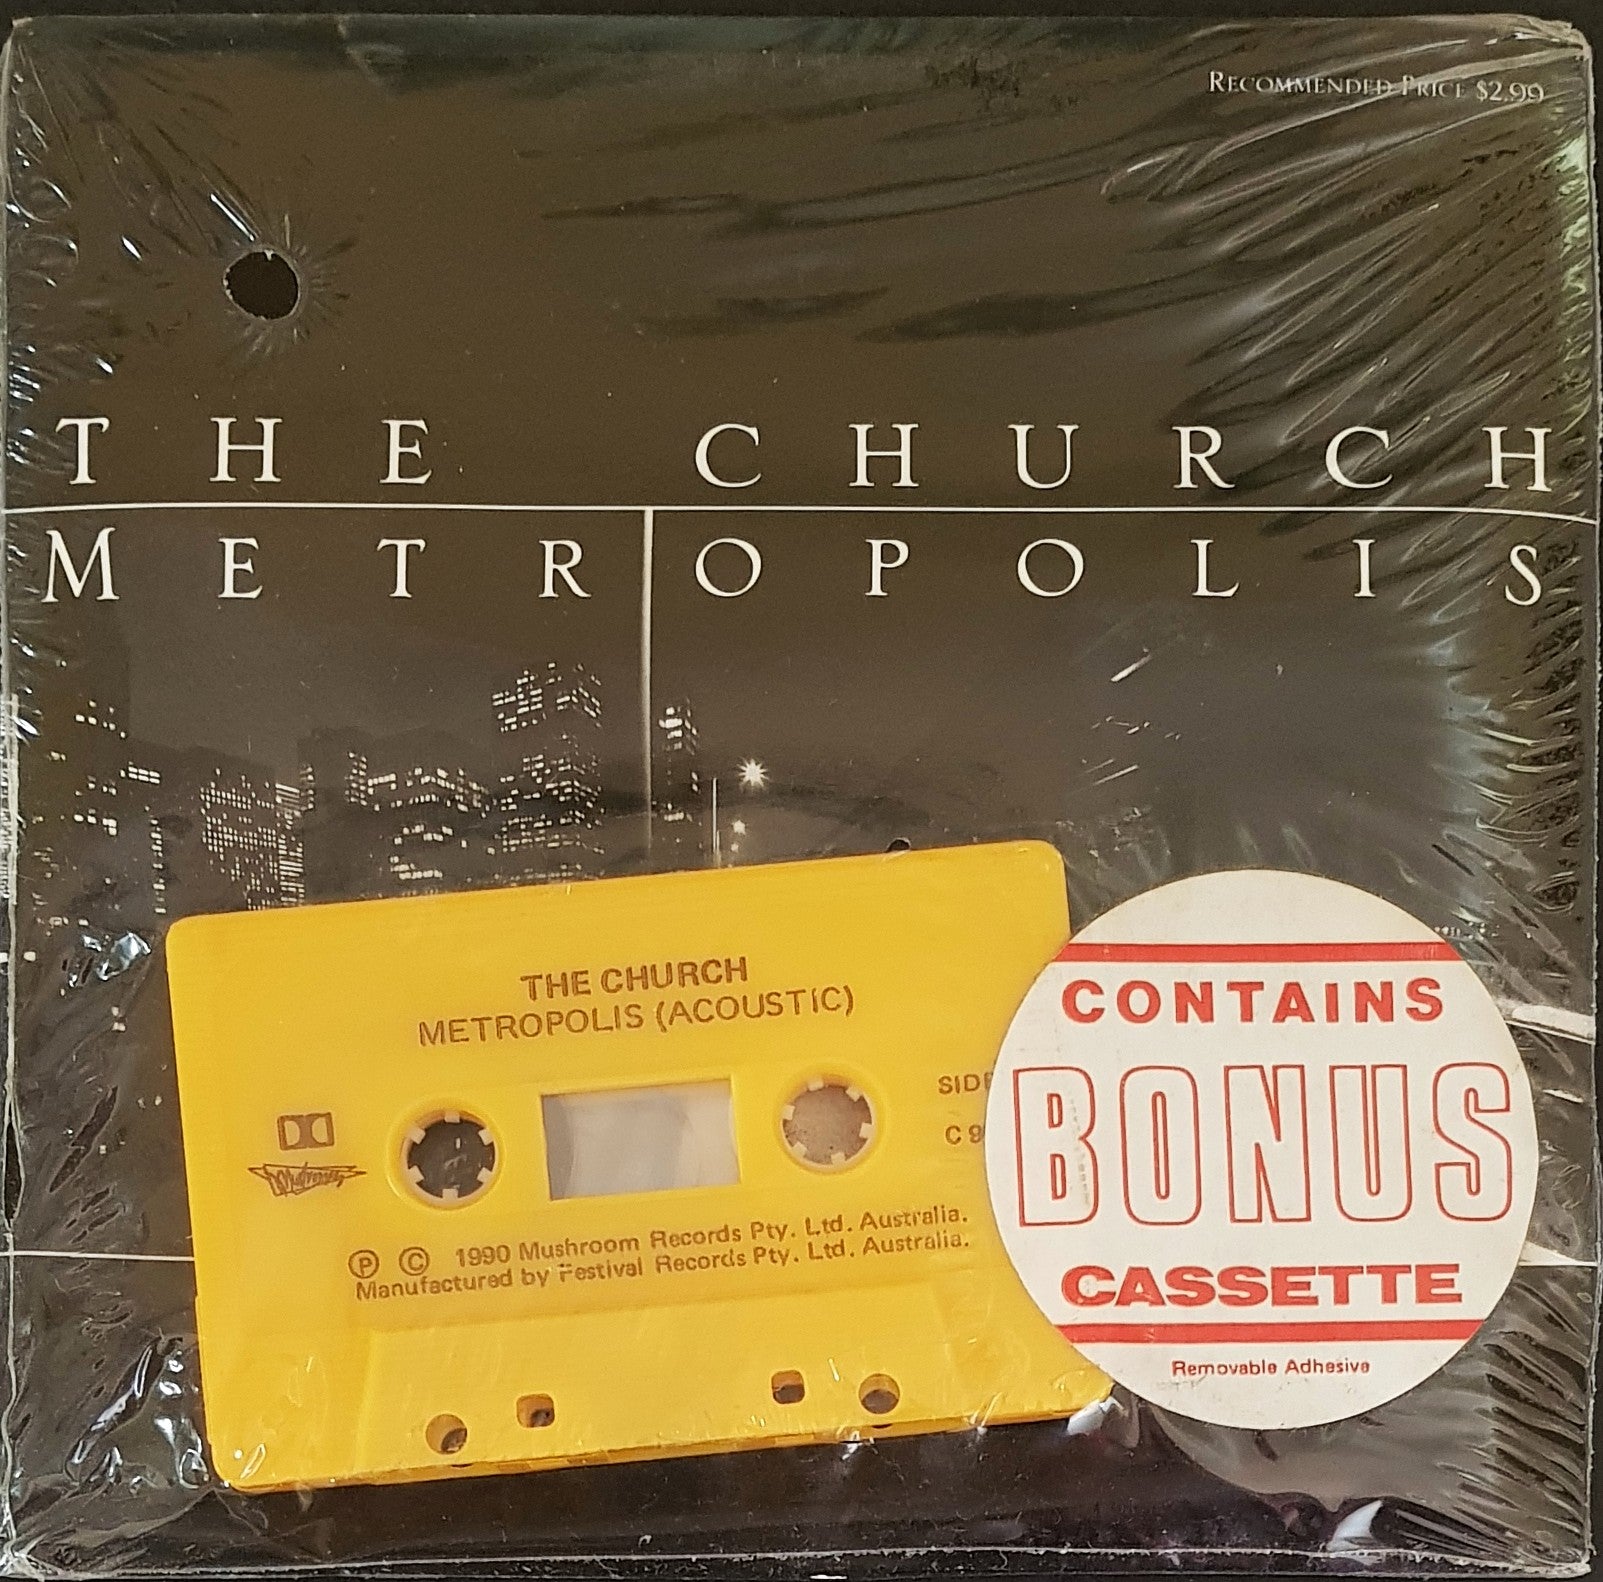 RECOMMENDED PRICE $2.99
THE CHURCH
METROPOLIS
THE CHURCH
METROPOLIS (ACOUSTIC)
Mushroom
Ⓟ © 1990 Mushroom Records Pty. Ltd. Australia.
Manufactured by Festival Records Pty. Ltd. Australia.
CONTAINS
BONUS
CASSETTE
Removable Adhesive